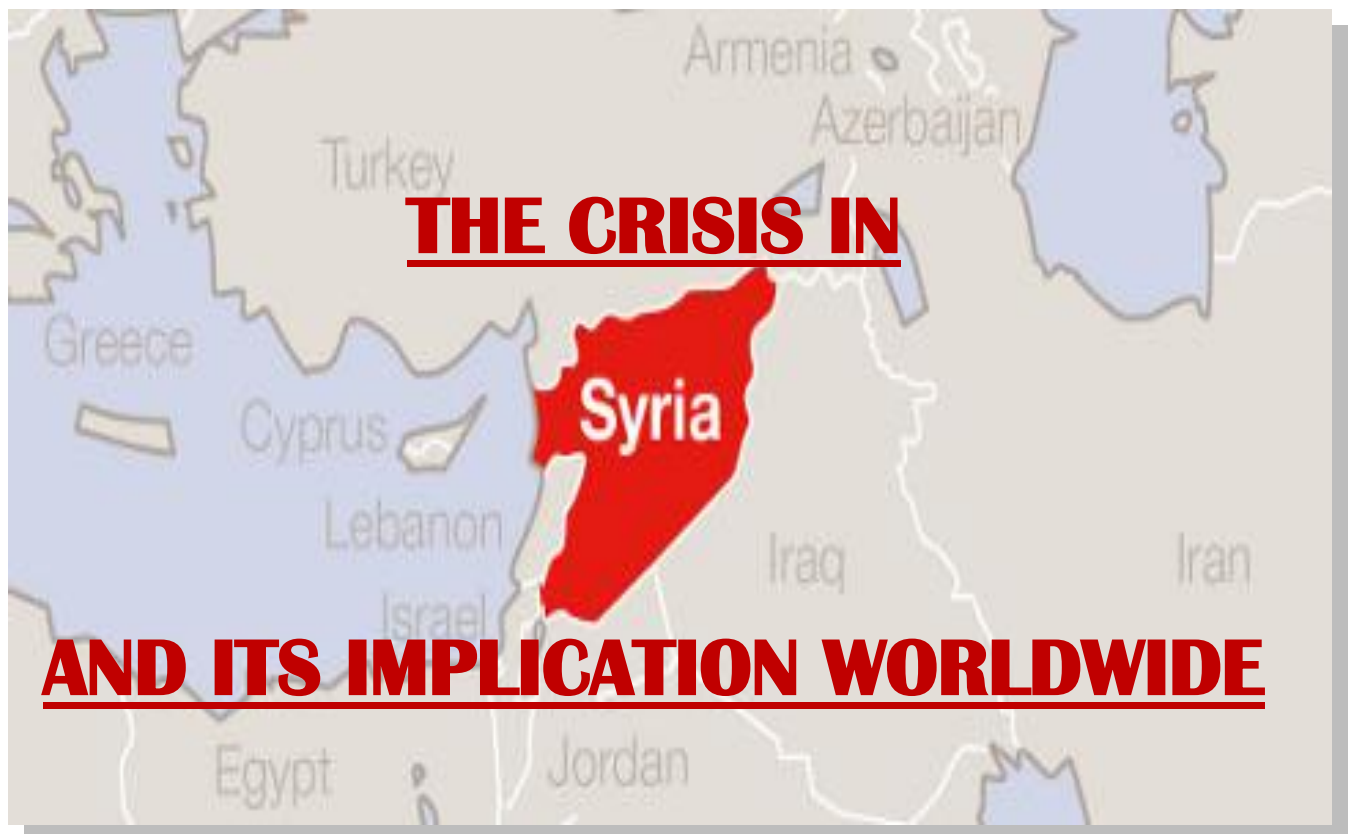 Armenia
Azerbaijan
Turkey
THE CRISIS IN
Greece
Syria
Cyprus
Lebanon
Iraq
Iran
Israel
AND ITS IMPLICATION WORLDWIDE
Egypt
Jordan